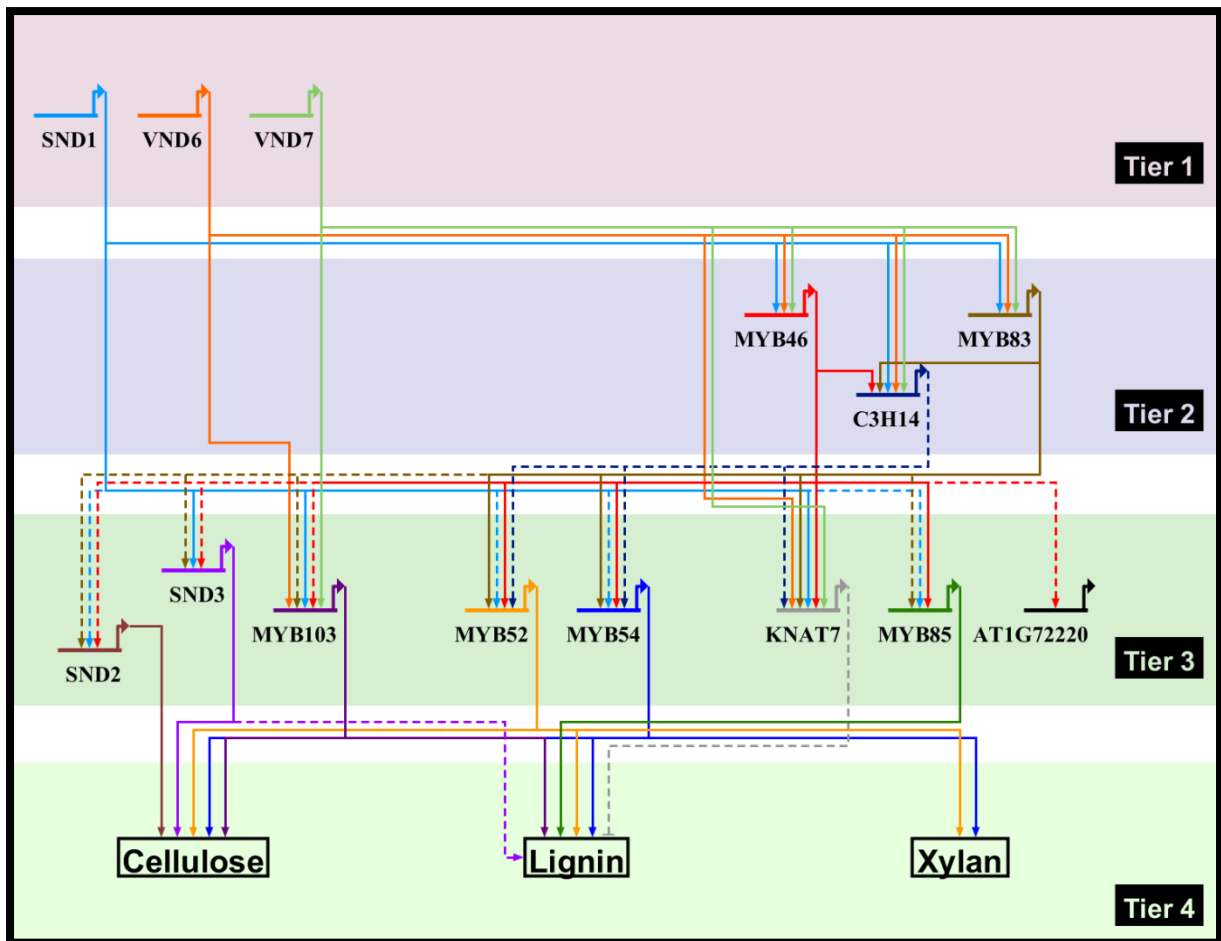 SND1
VND6
VND7
Tier 1
MYB46
MYB83
C3H14
Tier 2
SND3
MYB103
MYB52
MYB54
KNAT7
MYB85
AT1G72220
SND2
Tier 3
Cellulose
Lignin
Xylan
Tier 4